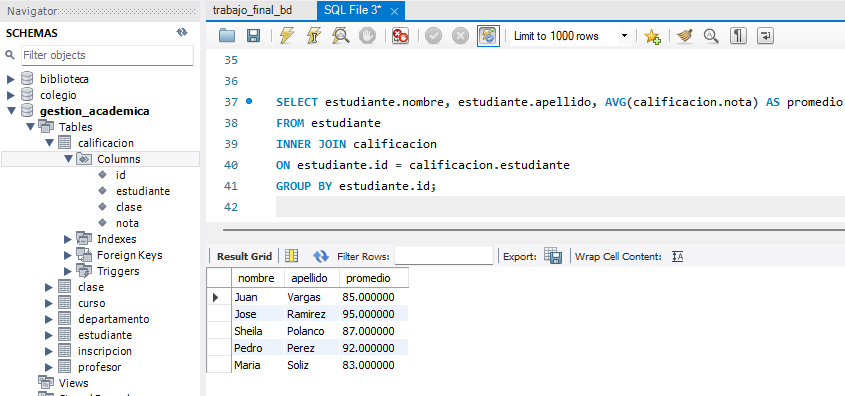 Navigator
trabajo_final_bd
SQL File 3*
SCHEMAS
Limit to 1000 rows
Filter objects
biblioteca
colegio
gestion_academica
Tables
calificacion
Columns
id
estudiante
clase
nota
Indexes
Foreign Keys
Triggers
clase
curso
departamento
estudiante
inscripcion
profesor
Views
35
36
37 SELECT estudiante.nombre, estudiante.apellido, AVG(calificacion.nota) AS promedio
38 FROM estudiante
39 INNER JOIN calificacion
40 ON estudiante.id = calificacion.estudiante
41 GROUP BY estudiante.id;
42
Result Grid Filter Rows: Export: Wrap Cell Content:
nombre apellido promedio
Juan Vargas 85.000000
Jose Ramirez 95.000000
Sheila Polanco 87.000000
Pedro Perez 92.000000
Maria Soliz 83.000000